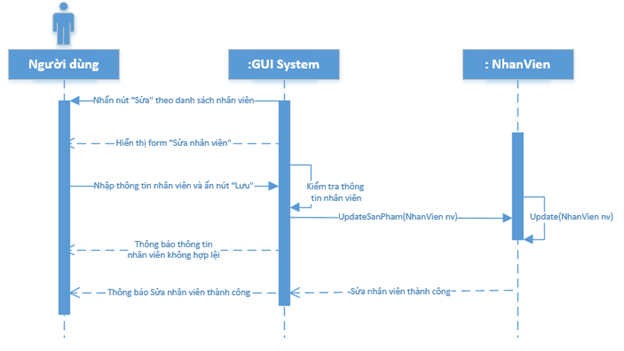 Người dùng
:GUI System
: NhanVien
Nhấn nút "Sửa" theo danh sách nhân viên
Hiển thị form "Sửa nhân viên"
Nhập thông tin nhân viên và ấn nút "Lưu"
Kiểm tra thông
tin nhân viên
UpdateSanPham(NhanVien nv)
Update(NhanVien nv)
Thông báo thông tin
nhân viên không hợp lệi
Thông báo Sửa nhân viên thành công
Sửa nhân viên thành công